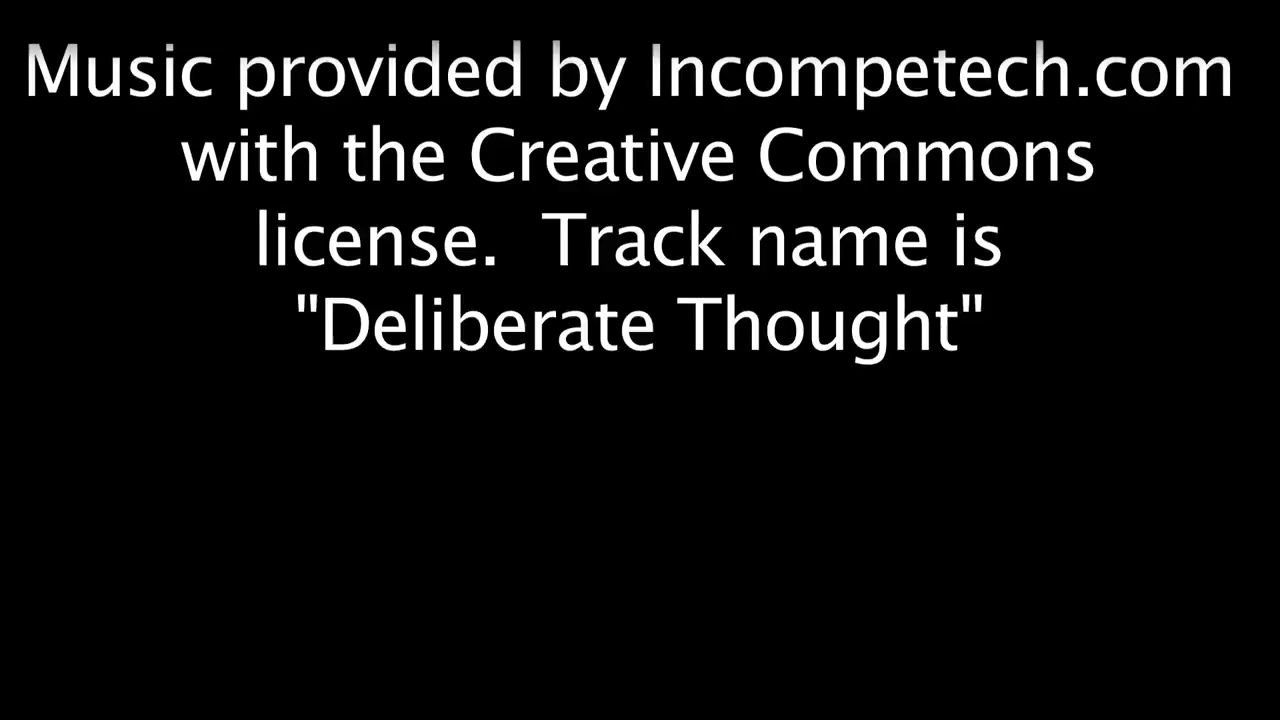 Music provided by Incompetech.com
with the Creative Commons
license.  Track name is
"Deliberate Thought"